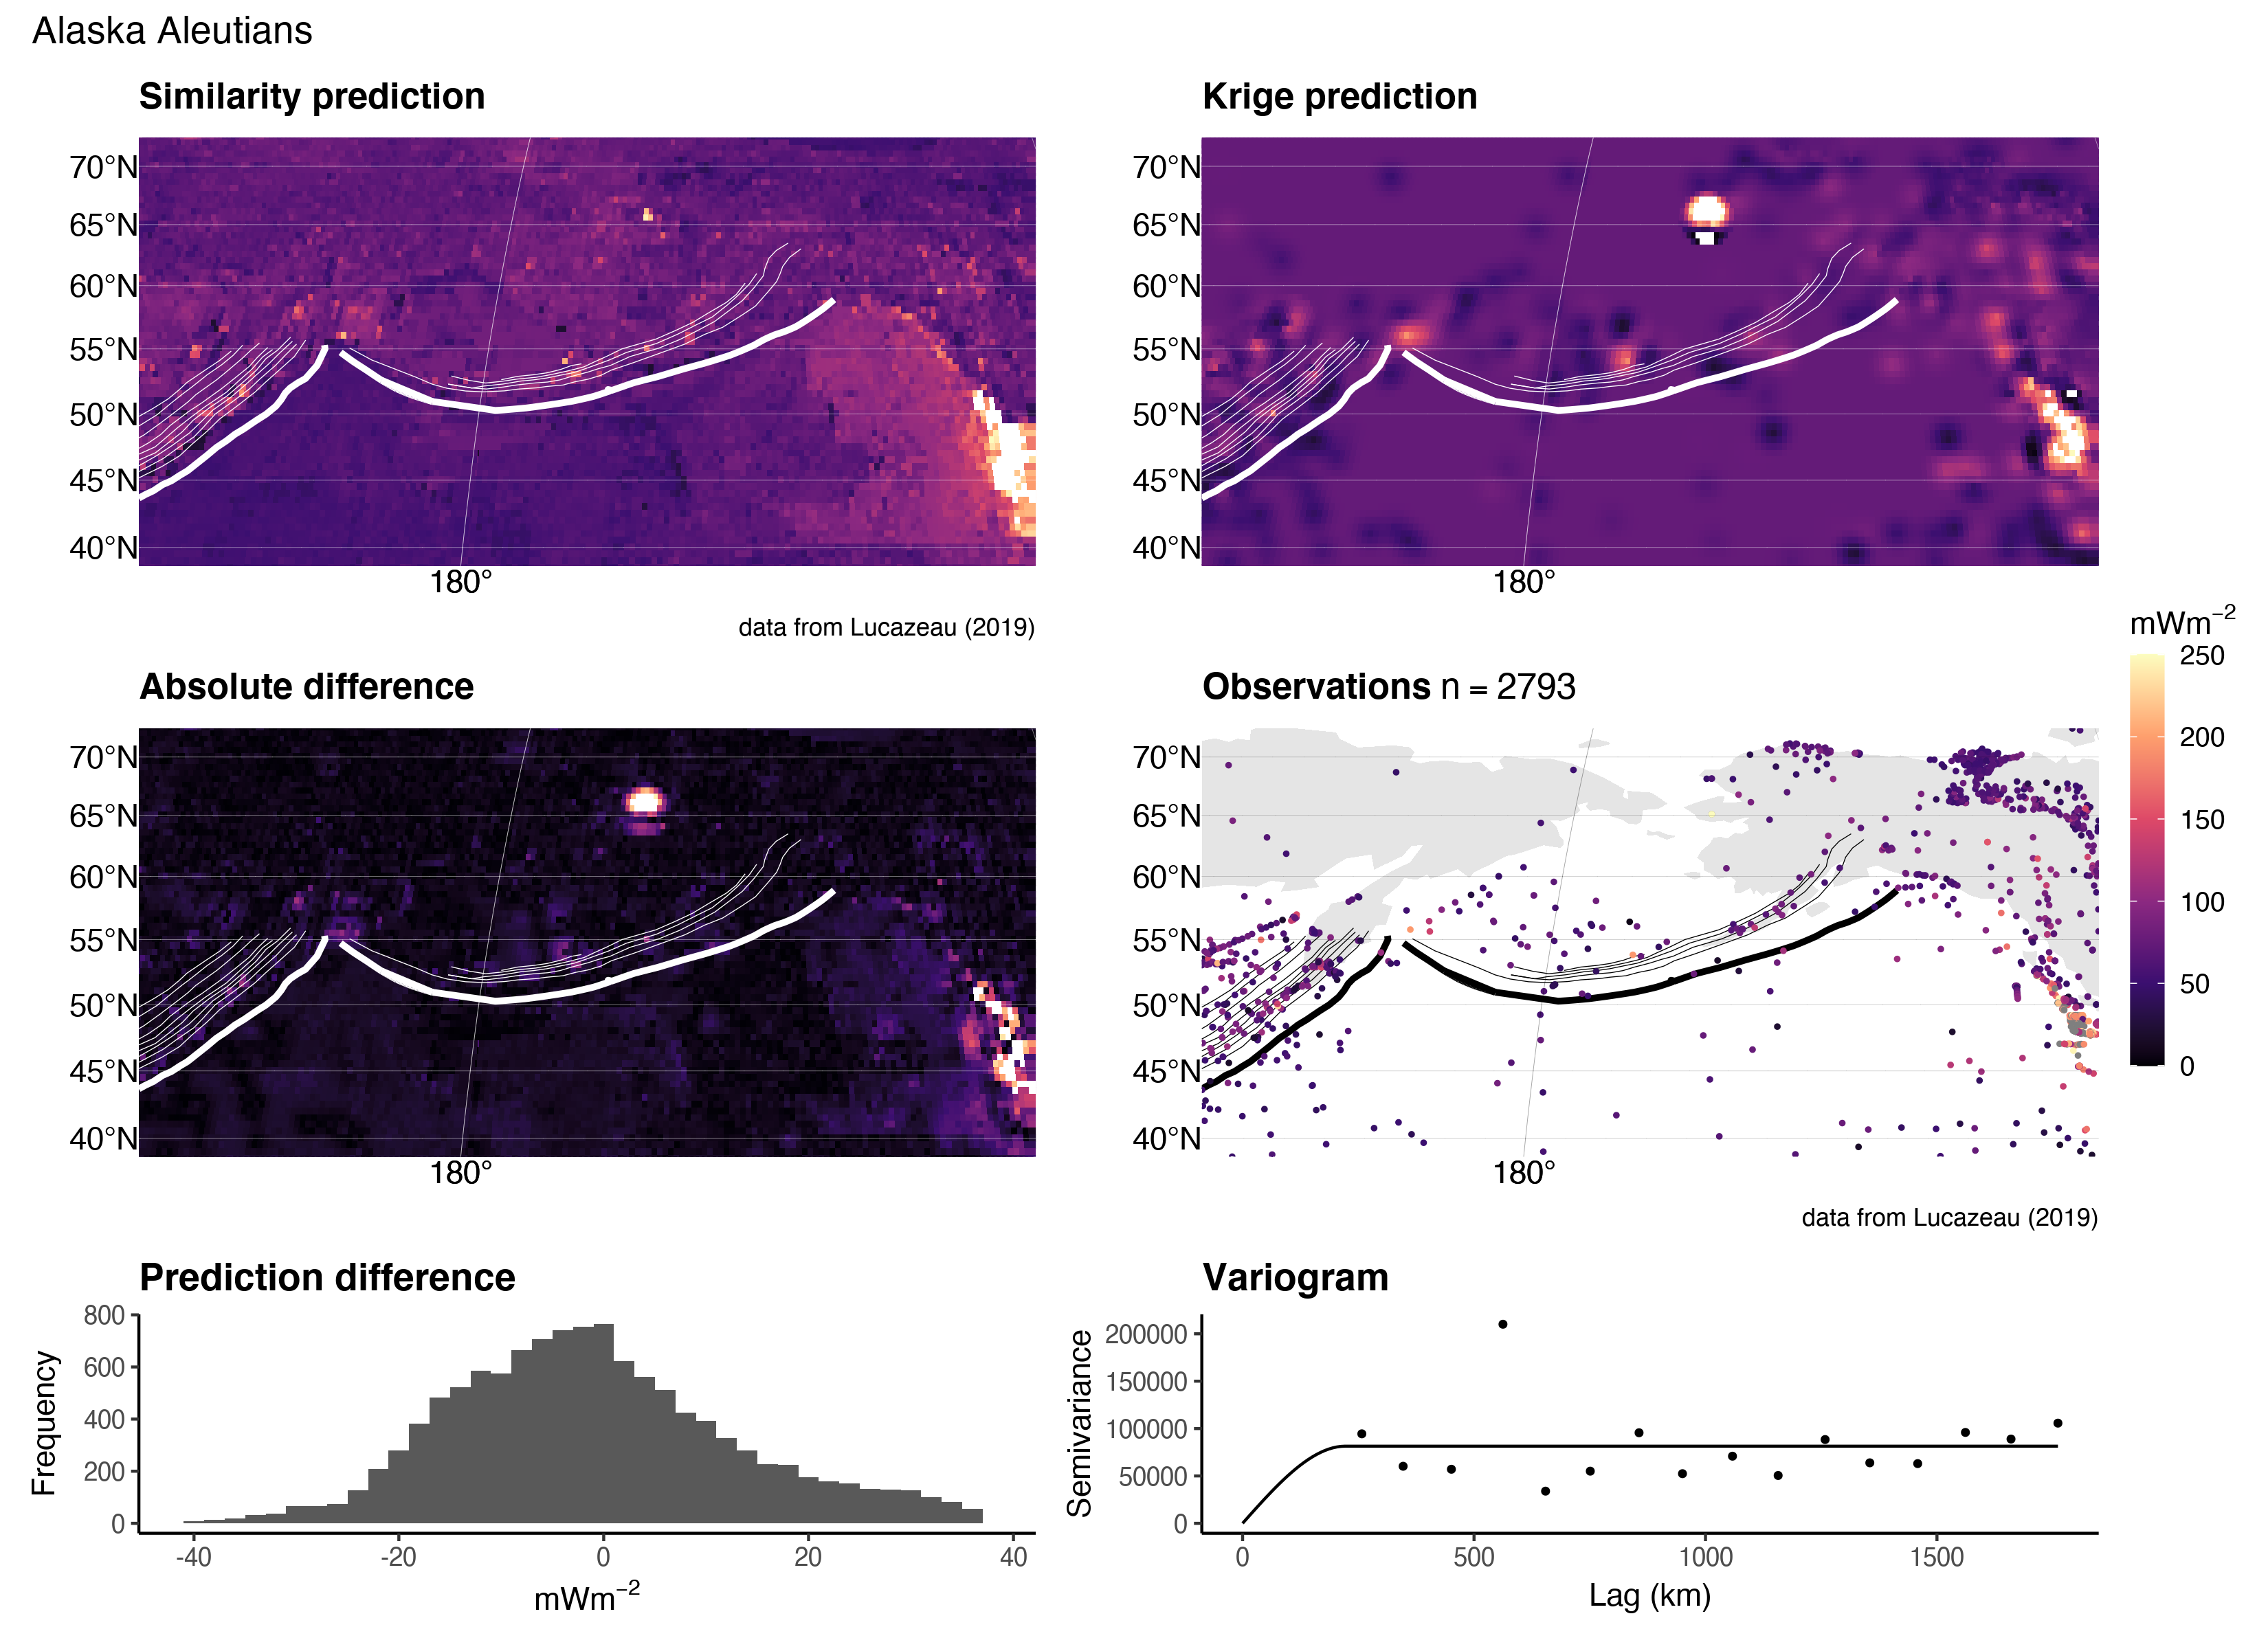 Alaska Aleutians
Similarity prediction
70°N
65°N
60°N
55°N
50°N
45°N
40°N
180°
data from Lucazeau (2019)
Krige prediction
70°N
65°N
60°N
55°N
50°N
45°N
40°N
180°
Absolute difference
70°N
65°N
60°N
55°N
50°N
45°N
40°N
180°
Observations n = 2793
70°N
65°N
60°N
55°N
50°N
45°N
40°N
180°
data from Lucazeau (2019)
mWm⁻²
250
200
150
100
50
0
Prediction difference
Frequency
800
600
400
200
0
-40 -20 0 20 40
mWm⁻²
Variogram
Semivariance
200000
150000
100000
50000
0
0 500 1000 1500
Lag (km)